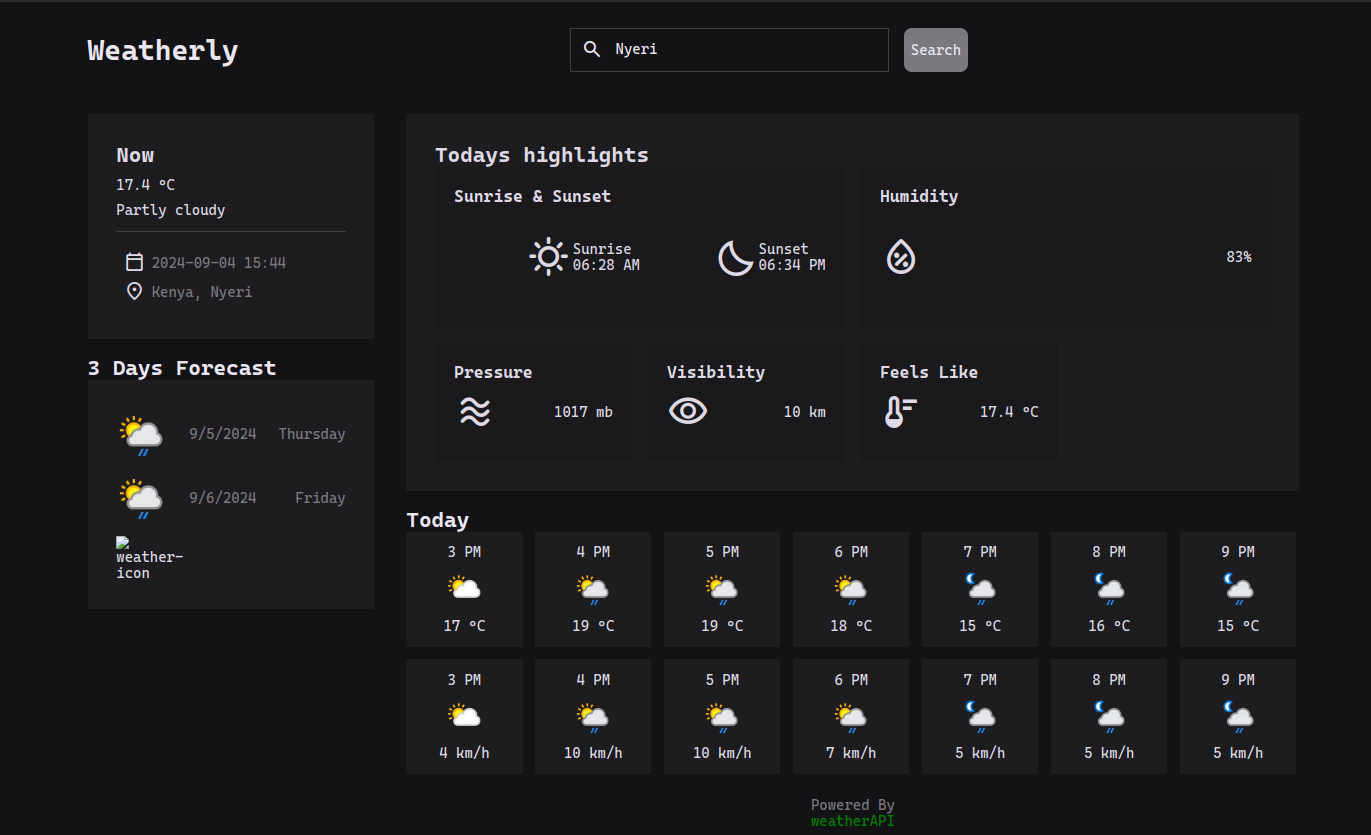 Weatherly
Nyeri
Search
Now
17.4 °C
Partly cloudy
2024-09-04 15:44
Kenya, Nyeri
3 Days Forecast
9/5/2024 Thursday
9/6/2024 Friday
weather-
icon
Todays highlights
Sunrise & Sunset
Sunrise
06:28 AM
Sunset
06:34 PM
Humidity
83%
Pressure
1017 mb
Visibility
10 km
Feels Like
17.4 °C
Today
3 PM 4 PM 5 PM 6 PM 7 PM 8 PM 9 PM
17 °C 19 °C 19 °C 18 °C 15 °C 16 °C 15 °C
3 PM 4 PM 5 PM 6 PM 7 PM 8 PM 9 PM
4 km/h 10 km/h 10 km/h 7 km/h 5 km/h 5 km/h 5 km/h
Powered By
weatherAPI